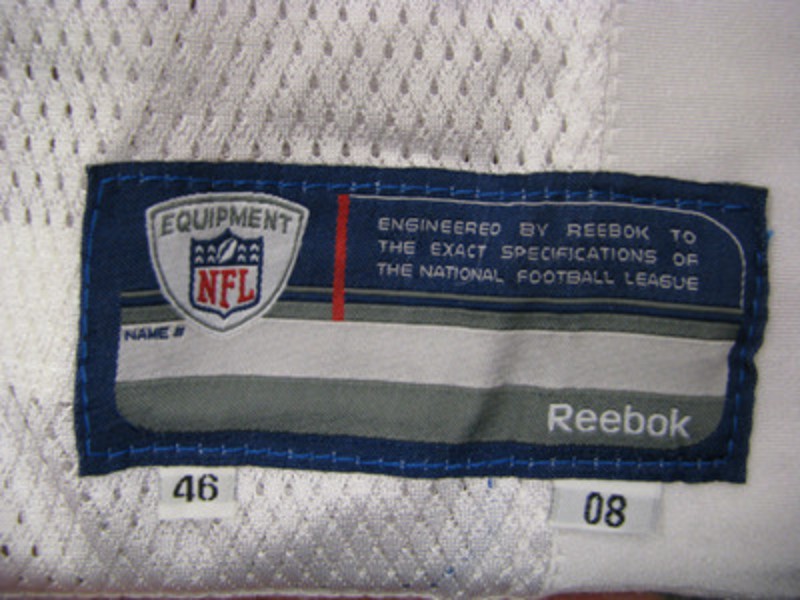 EQUIPMENT
NFL
ENGINEERED BY REEBOK TO
THE EXACT SPECIFICATIONS OF
THE NATIONAL FOOTBALL LEAGUE
NAME #
Reebok
46
08